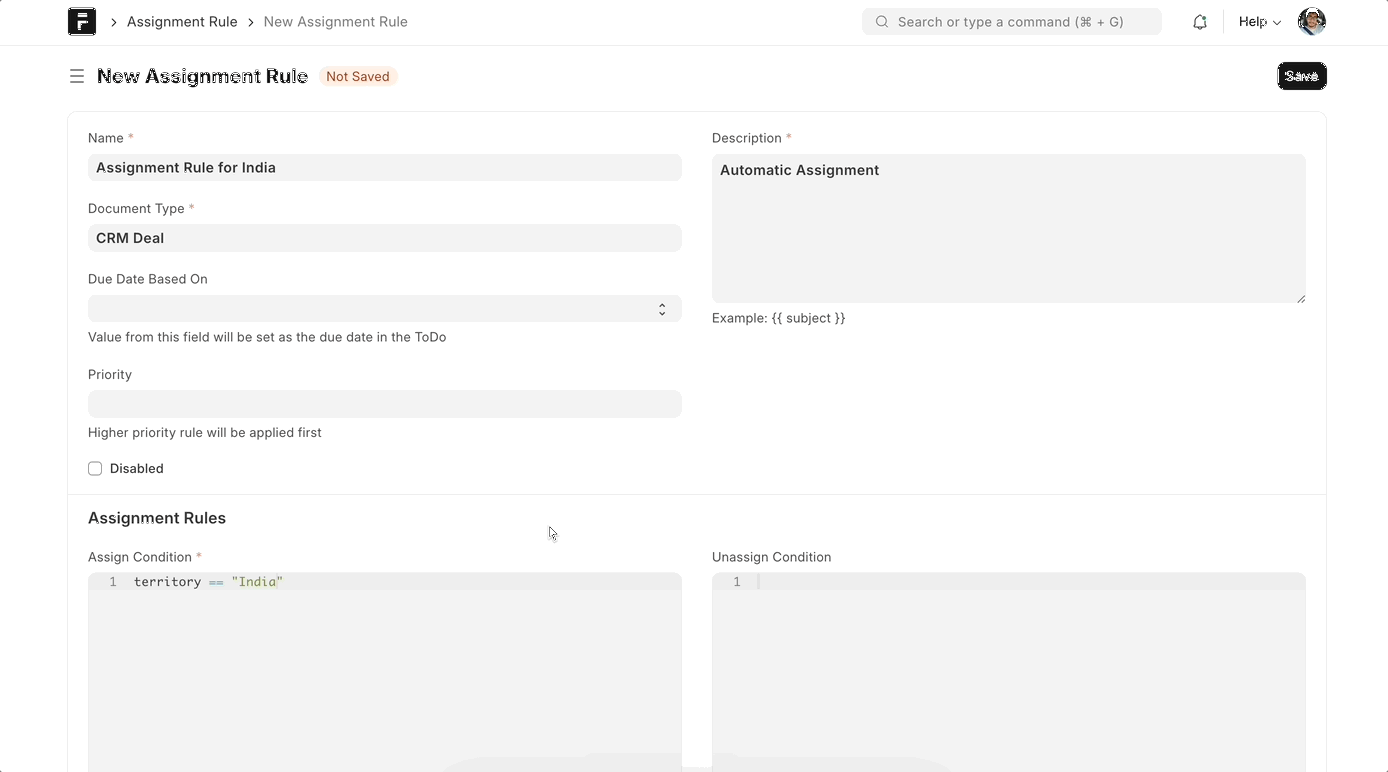 Assignment Rule
New Assignment Rule
Search or type a command (⌘ + G)
Help
New Assignment Rule
Not Saved
Save
Name *
Assignment Rule for India
Document Type *
CRM Deal
Due Date Based On
Value from this field will be set as the due date in the ToDo
Priority
Higher priority rule will be applied first
Disabled
Description *
Automatic Assignment
Example: {{ subject }}
Assignment Rules
Assign Condition *
1 territory == "India"
Unassign Condition
1